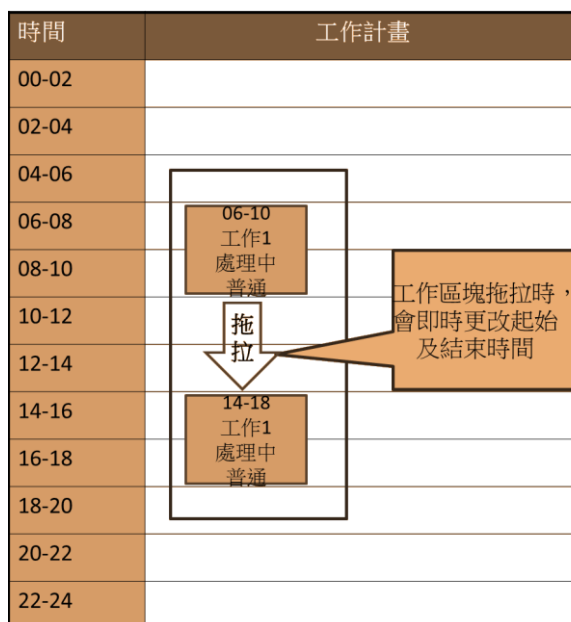 時間
工作計畫
00-02
02-04
04-06
06-08
08-10
10-12
12-14
14-16
16-18
18-20
20-22
22-24
06-10
工作1
處理中
普通
拖
拉
14-18
工作1
處理中
普通
工作區塊拖拉時，
會即時更改起始
及結束時間